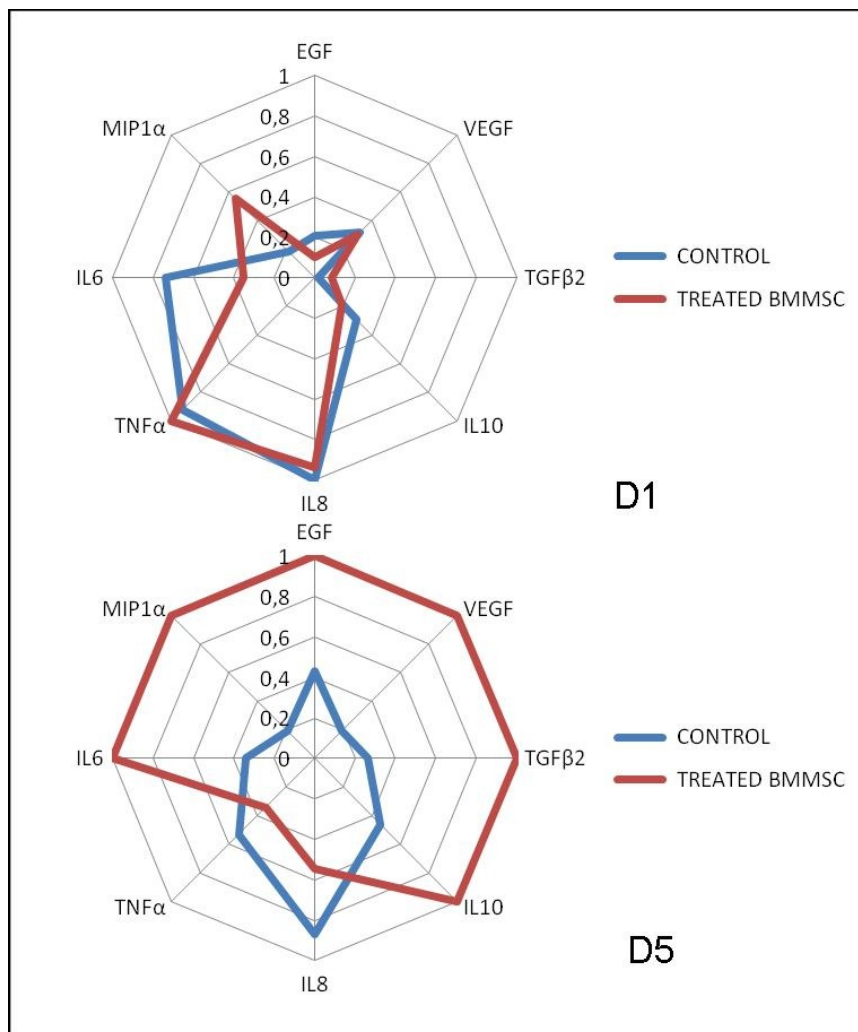 EGF
1
MIP1α
VEGF
0,8
0,6
0,4
0,2
CONTROL
IL6
0
TGFβ2
TREATED BMMSC
TNFα
IL10
IL8
D1
EGF
1
MIP1α
VEGF
0,8
0,6
0,4
0,2
CONTROL
IL6
0
TGFβ2
TREATED BMMSC
TNFα
IL10
IL8
D5